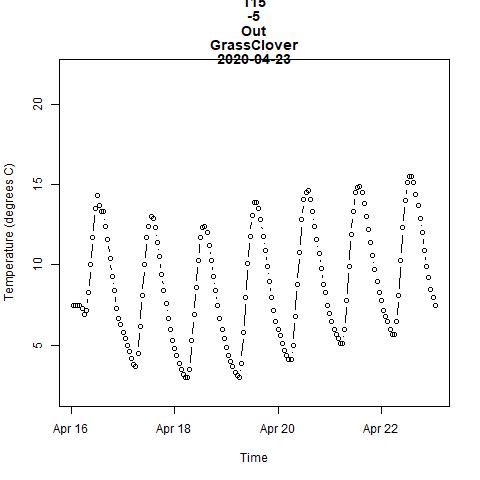 T15
-5
Out
GrassClover
2020-04-23
20
15
10
5
Temperature (degrees C)
Apr 16 Apr 18 Apr 20 Apr 22
Time